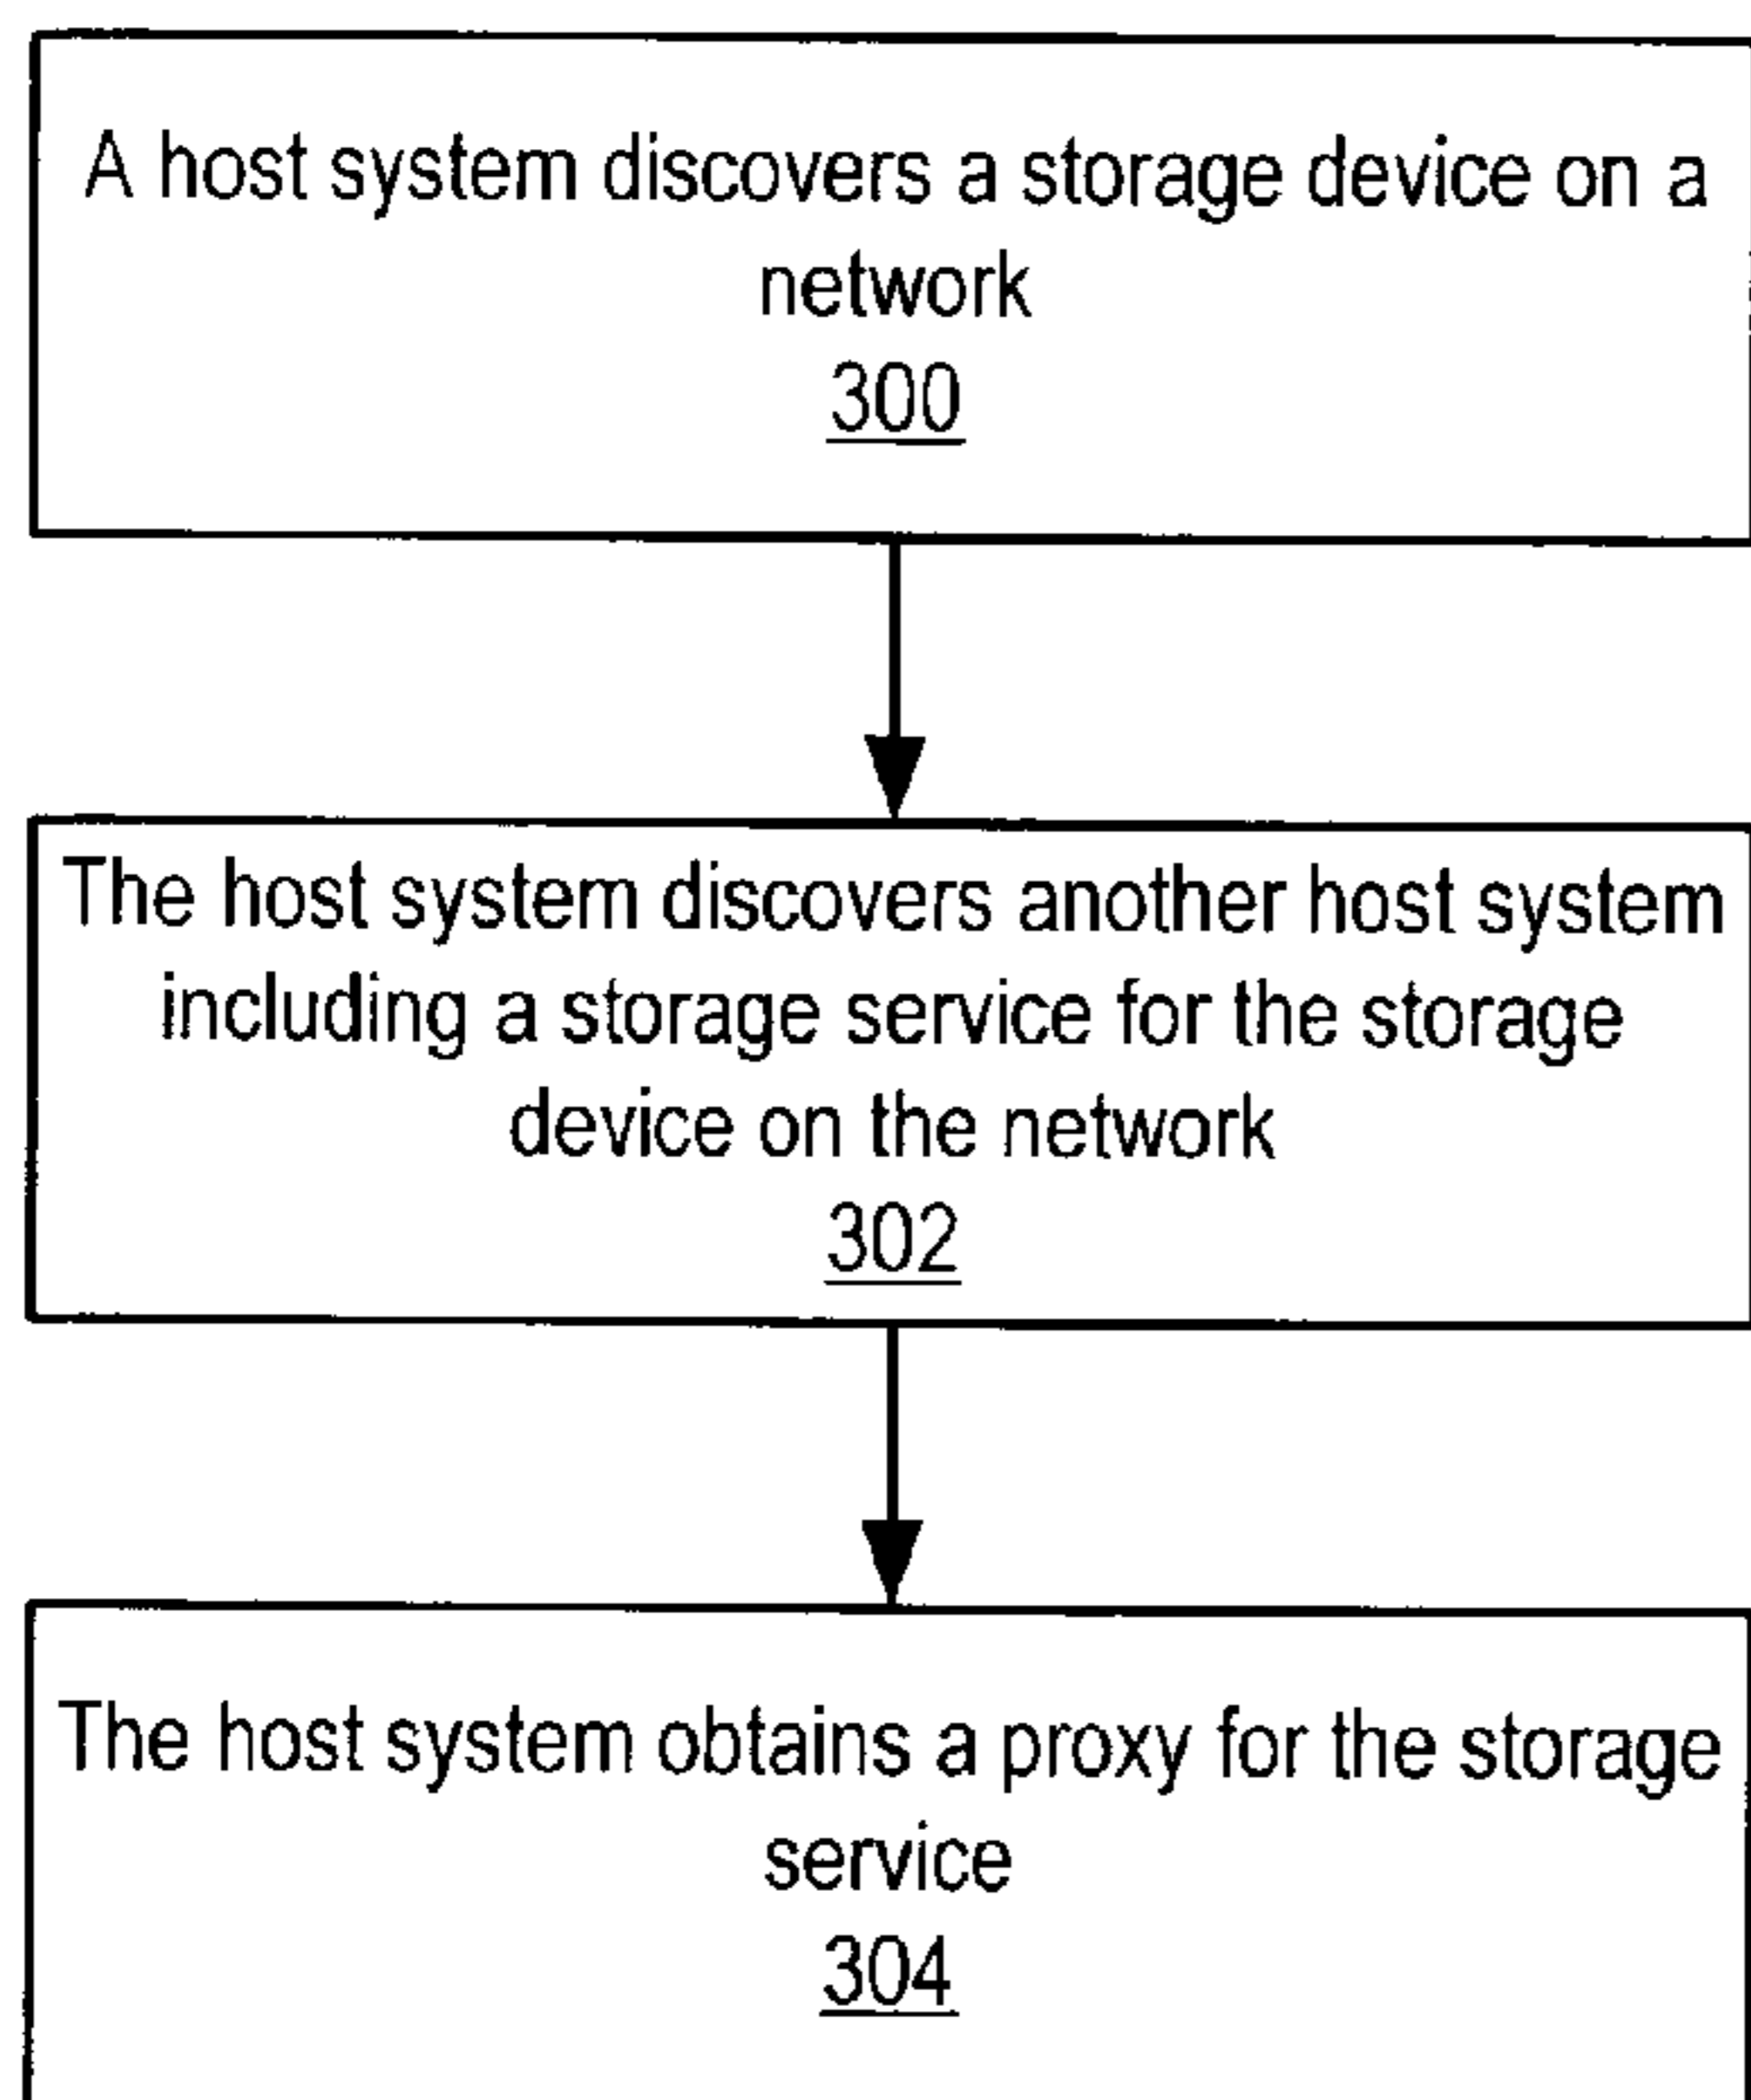 A host system discovers a storage device on a
network
300
The host system discovers another host system
including a storage service for the storage
device on the network
302
The host system obtains a proxy for the storage
service
304